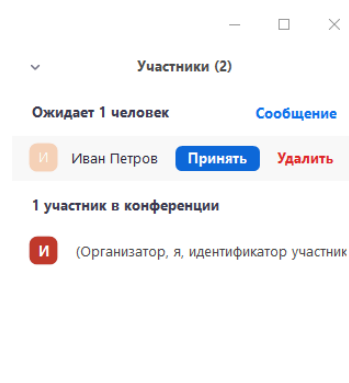 Участники (2)
Ожидает 1 человек Сообщение
И Иван Петров Принять Удалить
1 участник в конференции
И (Организатор, я, идентификатор участник